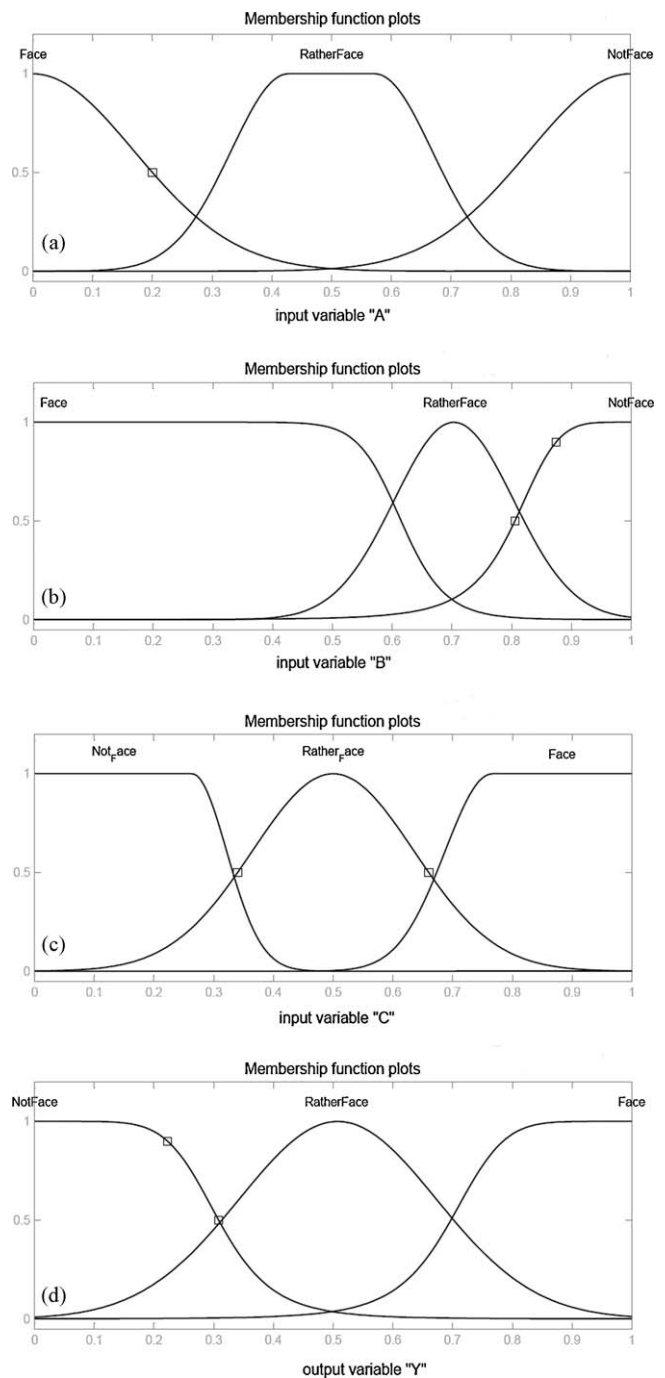 Membership function plots
Face RatherFace NotFace
1
0.5
(a)
0
0 0.1 0.2 0.3 0.4 0.5 0.6 0.7 0.8 0.9 1
input variable "A"
Membership function plots
Face RatherFace NotFace
1
0.5
(b)
0
0 0.1 0.2 0.3 0.4 0.5 0.6 0.7 0.8 0.9 1
input variable "B"
Membership function plots
Not_Face Rather_Face Face
1
0.5
(c)
0
0 0.1 0.2 0.3 0.4 0.5 0.6 0.7 0.8 0.9 1
input variable "C"
Membership function plots
NotFace RatherFace Face
1
0.5
(d)
0
0 0.1 0.2 0.3 0.4 0.5 0.6 0.7 0.8 0.9 1
output variable "Y"